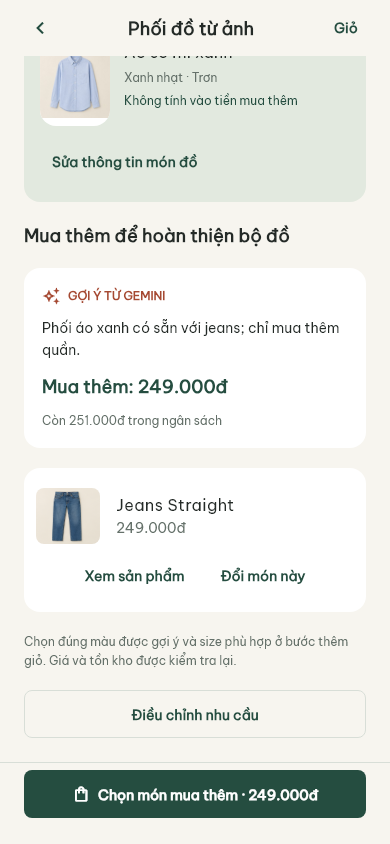 Phối đồ từ ảnh
Giỏ
Áo sơ mi xanh
Xanh nhạt · Trơn
Không tính vào tiền mua thêm
Sửa thông tin món đồ
Mua thêm để hoàn thiện bộ đồ
GỢI Ý TỪ GEMINI
Phối áo xanh có sẵn với jeans; chỉ mua thêm
quần.
Mua thêm: 249.000đ
Còn 251.000đ trong ngân sách
Jeans Straight
249.000đ
Xem sản phẩm
Đổi món này
Chọn đúng màu được gợi ý và size phù hợp ở bước thêm
giỏ. Giá và tồn kho được kiểm tra lại.
Điều chỉnh nhu cầu
Chọn món mua thêm · 249.000đ